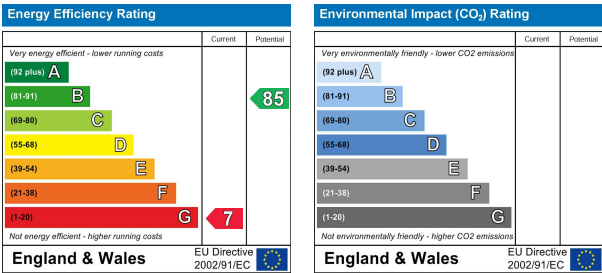 Energy Efficiency Rating
Current Potential
Very energy efficient - lower running costs
(92 plus) A
(81-91) B
85
(69-80) C
(55-68) D
(39-54) E
(21-38) F
(1-20) G
7
Not energy efficient - higher running costs
England & Wales
EU Directive
2002/91/EC
Environmental Impact (CO2) Rating
Current Potential
Very environmentally friendly - lower CO2 emissions
(92 plus) A
(81-91) B
(69-80) C
(55-68) D
(39-54) E
(21-38) F
(1-20) G
Not environmentally friendly - higher CO2 emissions
England & Wales
EU Directive
2002/91/EC